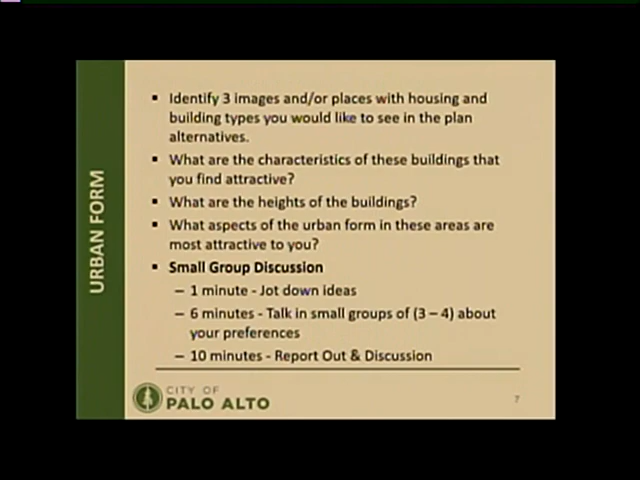 URBAN FORM
▪ Identify 3 images and/or places with housing and
building types you would like to see in the plan
alternatives.
▪ What are the characteristics of these buildings that
you find attractive?
▪ What are the heights of the buildings?
▪ What aspects of the urban form in these areas are
most attractive to you?
▪ Small Group Discussion
– 1 minute - Jot down ideas
– 6 minutes - Talk in small groups of (3 – 4) about
your preferences
– 10 minutes - Report Out & Discussion
CITY OF
PALO ALTO
7